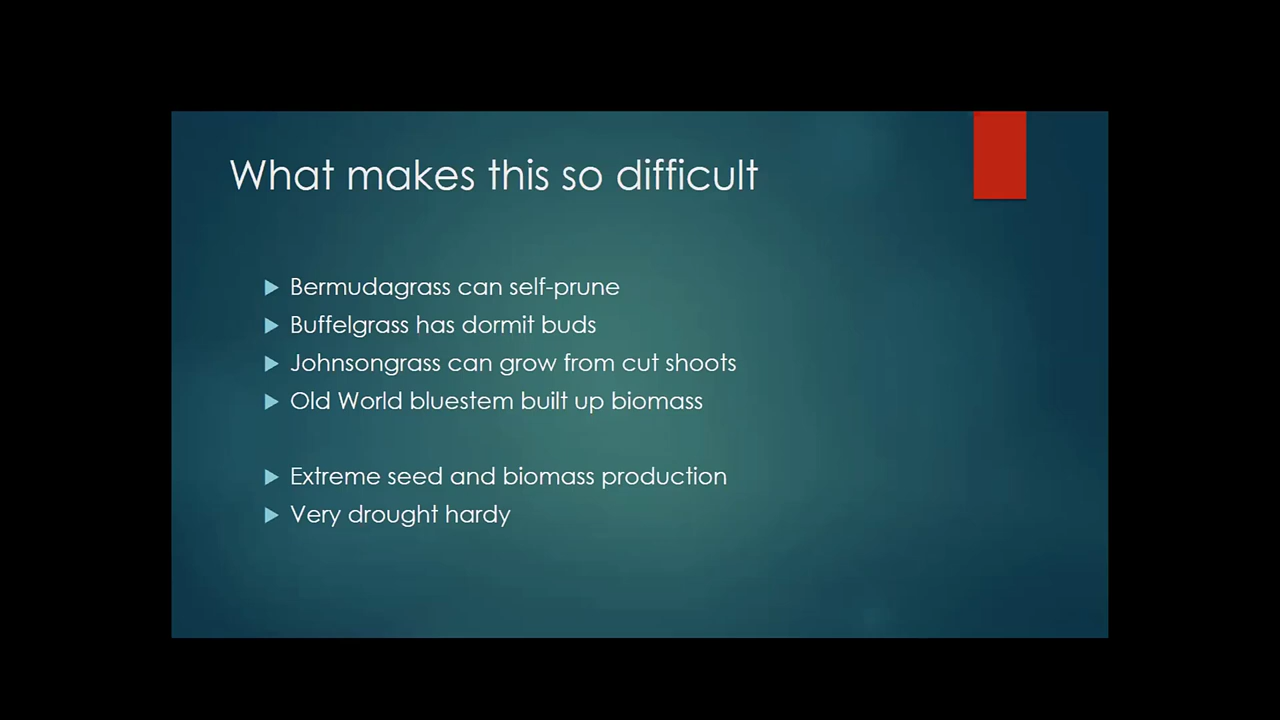 What makes this so difficult
Bermudagrass can self-prune
Buffelgrass has dormit buds
Johnsongrass can grow from cut shoots
Old World bluestem built up biomass
Extreme seed and biomass production
Very drought hardy